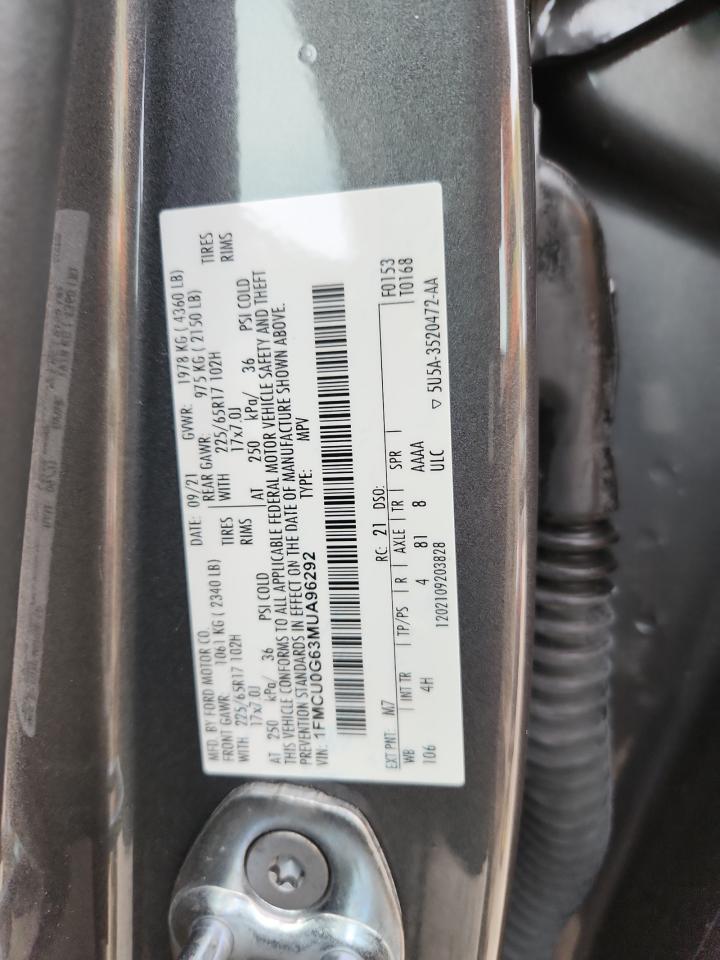 MFD. BY FORD MOTOR CO. DATE: 09/21 GVWR: 1978 KG ( 4360 LB)
FRONT GAWR: 1061 KG ( 2340 LB) REAR GAWR: 975 KG ( 2150 LB)
WITH 225/65R17 102H TIRES WITH 225/65R17 102H TIRES
17x7.0J RIMS 17x7.0J RIMS
AT 250 kPa/ 36 PSI COLD AT 250 kPa/ 36 PSI COLD
THIS VEHICLE CONFORMS TO ALL APPLICABLE FEDERAL MOTOR VEHICLE SAFETY AND THEFT
PREVENTION STANDARDS IN EFFECT ON THE DATE OF MANUFACTURE SHOWN ABOVE.
VIN: 1FMCU0G63MUA96292 TYPE: MPV
EXT PNT: M7 RC: 21 DSO: F0153
WB INT TR TP/PS R AXLE TR SPR T0168
106 4H 4 81 8 AAAA
1202109203828 ULC ▽ 5U5A-3520472-AA